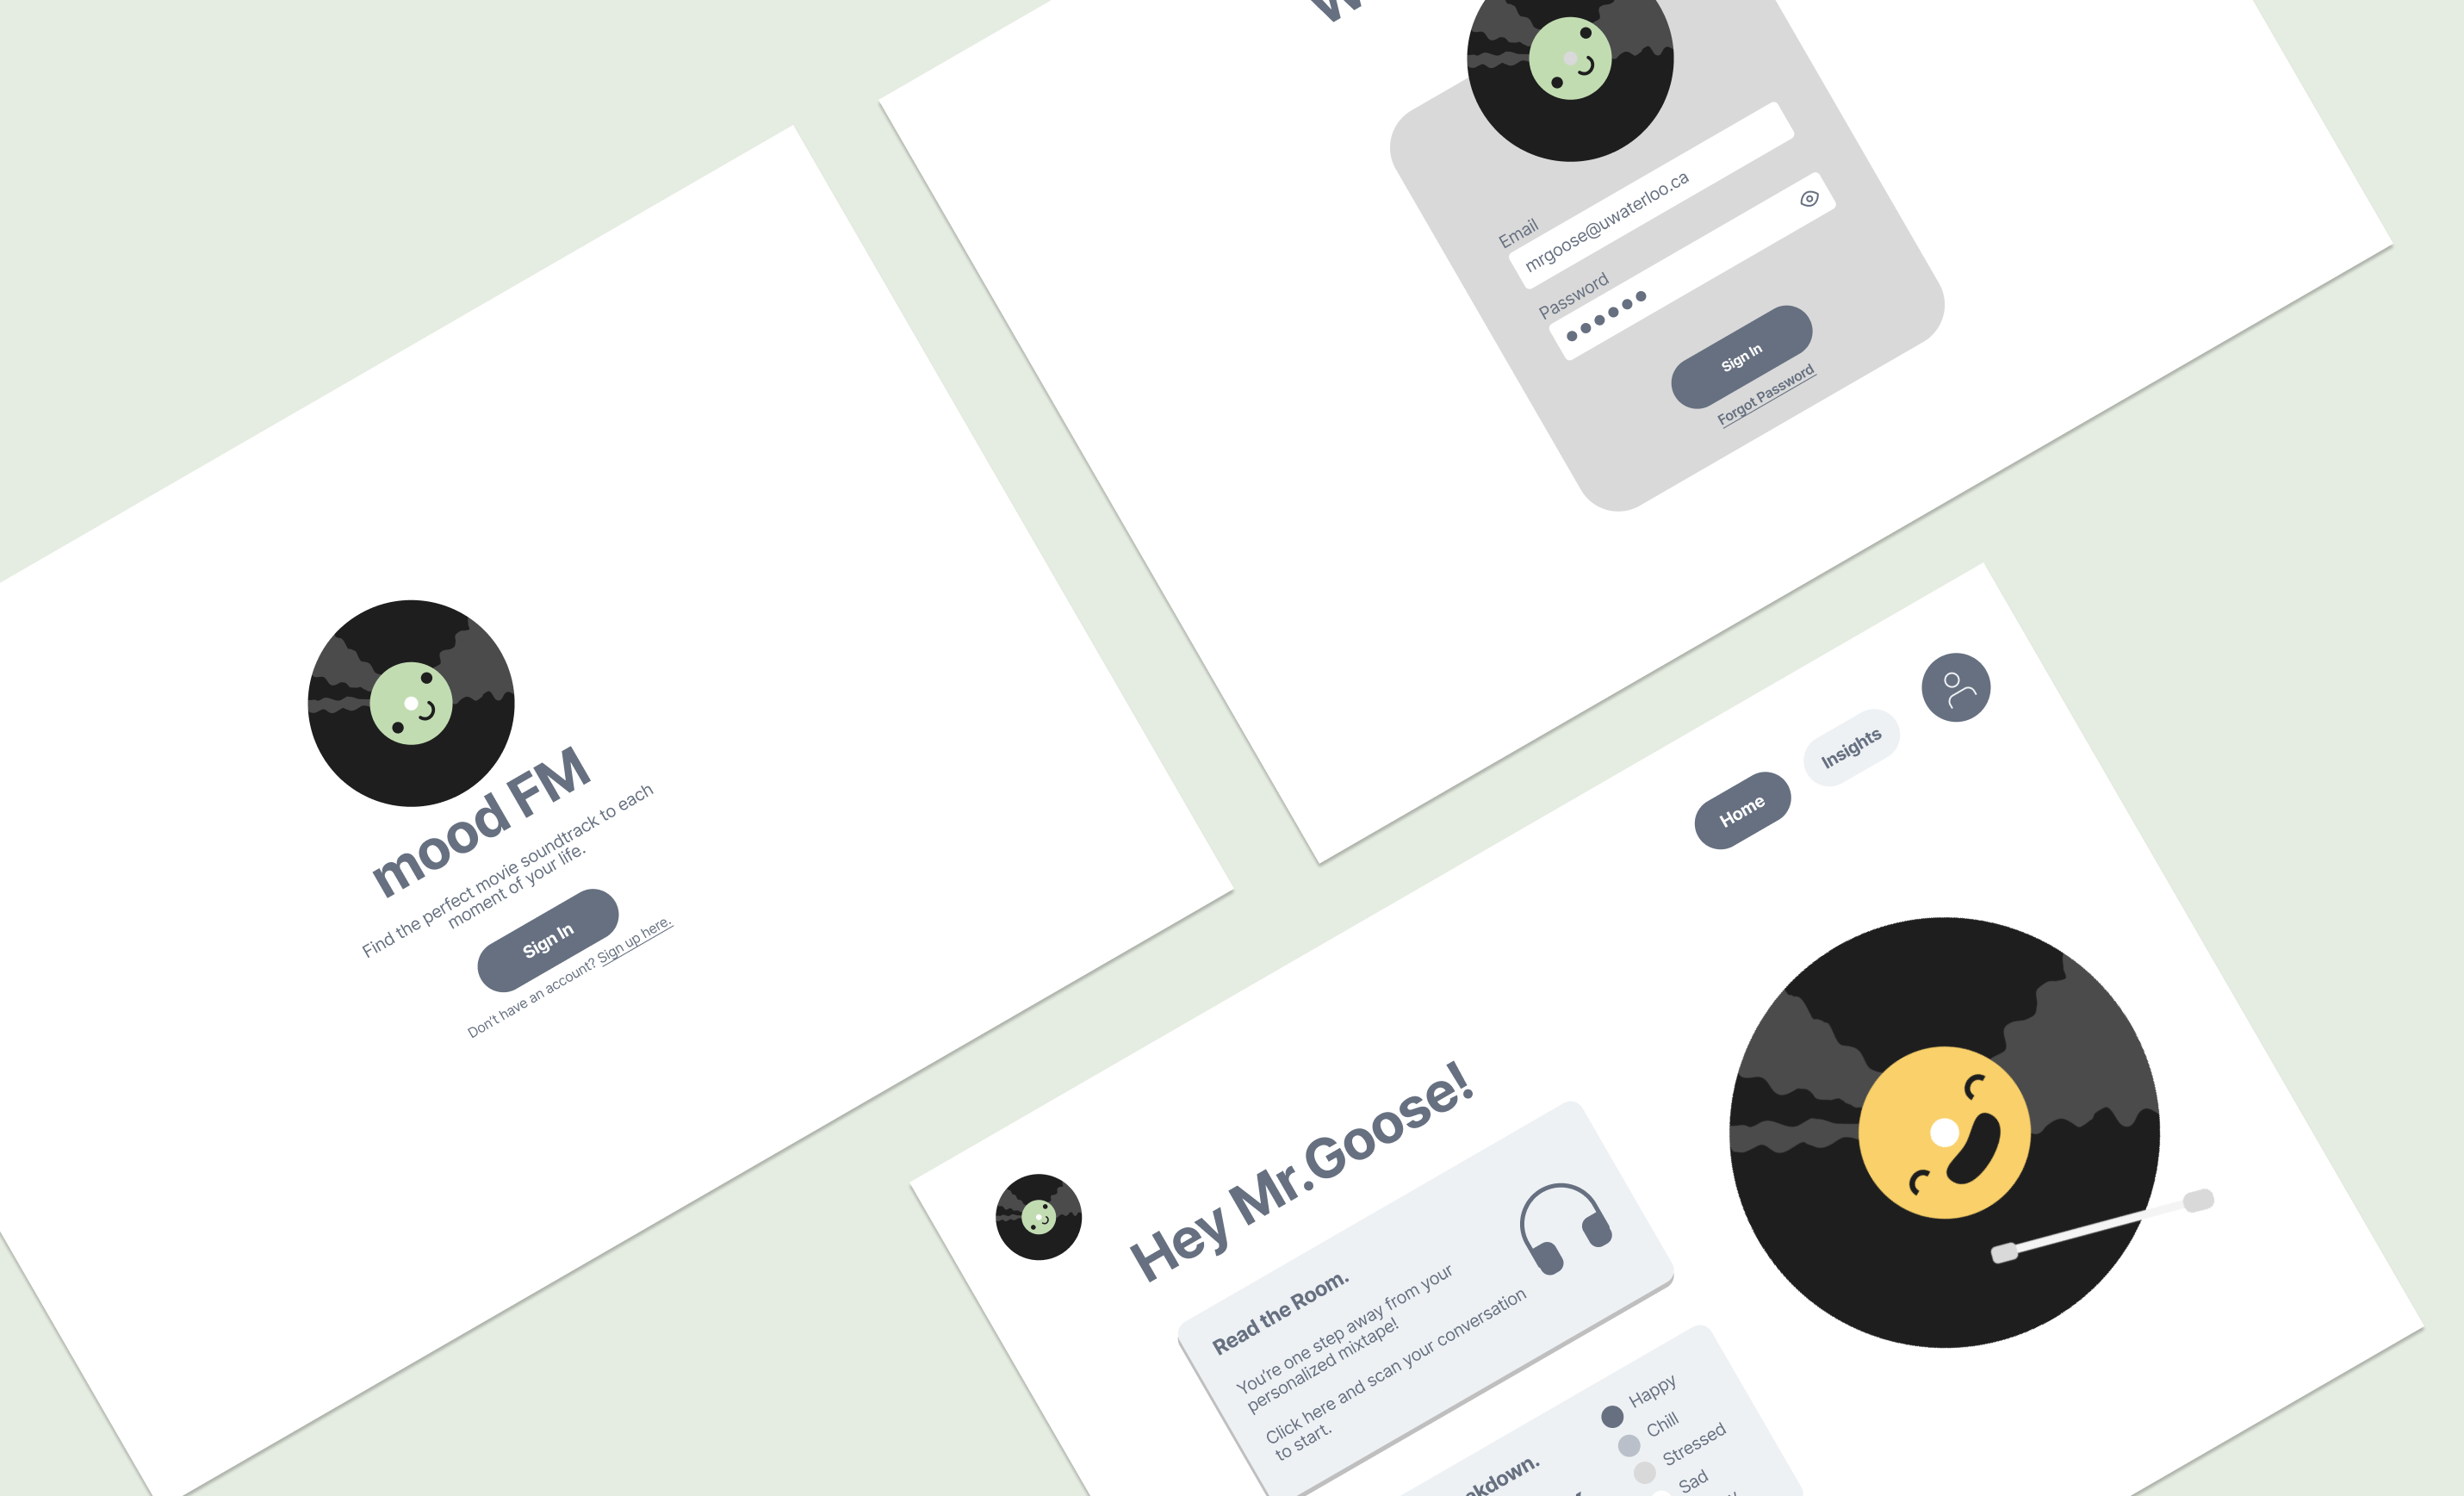 mood FM
Find the perfect movie soundtrack to each
moment of your life.
Sign In
Don't have an account? Sign up here.
Email
mrgoose@uwaterloo.ca
Password
Sign In
Forgot Password
Home
Insights
Hey Mr.Goose!
Read the Room.
You're one step away from your
personalized mixtape!
Click here and scan your conversation
to start.
Happy
Chill
Stressed
Sad